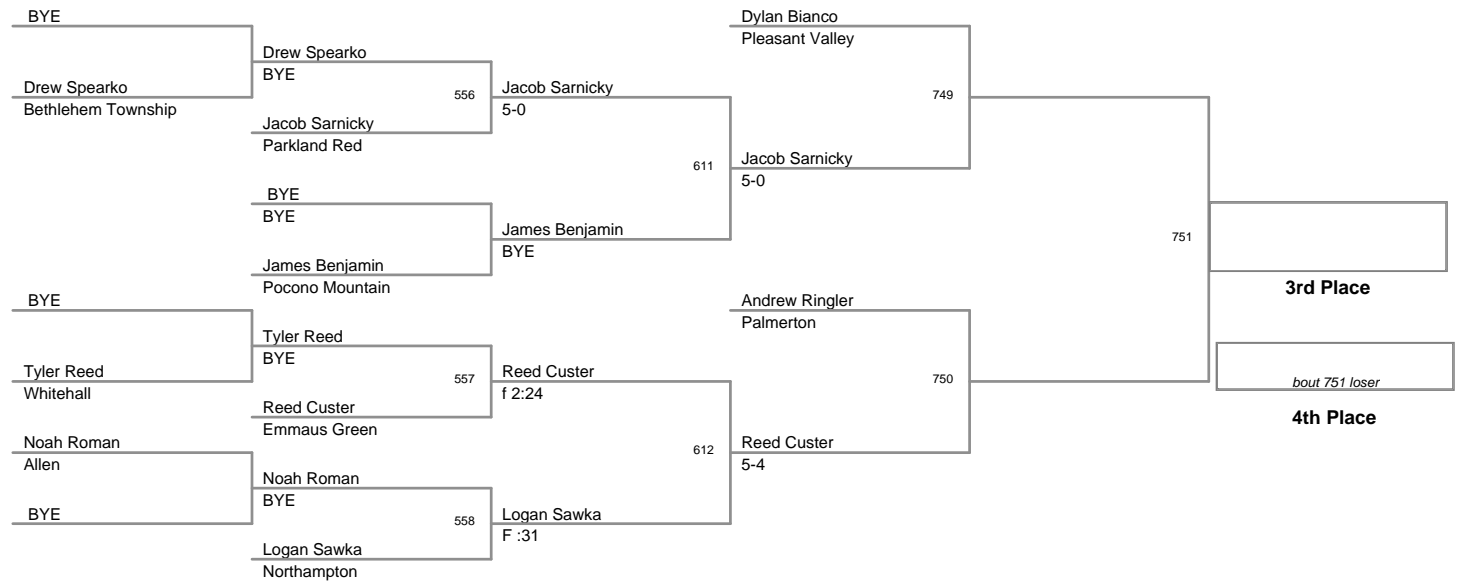 BYE
Drew Spearko
Bethlehem Township
Drew Spearko
BYE
556
Jacob Sarnicky
Parkland Red
Jacob Sarnicky
5-0
BYE
BYE
James Benjamin
Pocono Mountain
James Benjamin
BYE
611
Jacob Sarnicky
5-0
Dylan Bianco
Pleasant Valley
749
BYE
Tyler Reed
Whitehall
Tyler Reed
BYE
557
Reed Custer
Emmaus Green
Reed Custer
f 2:24
Noah Roman
Allen
BYE
Noah Roman
BYE
558
Logan Sawka
Northampton
Logan Sawka
F :31
612
Reed Custer
5-4
Andrew Ringler
Palmerton
750
751
3rd Place
bout 751 loser
4th Place